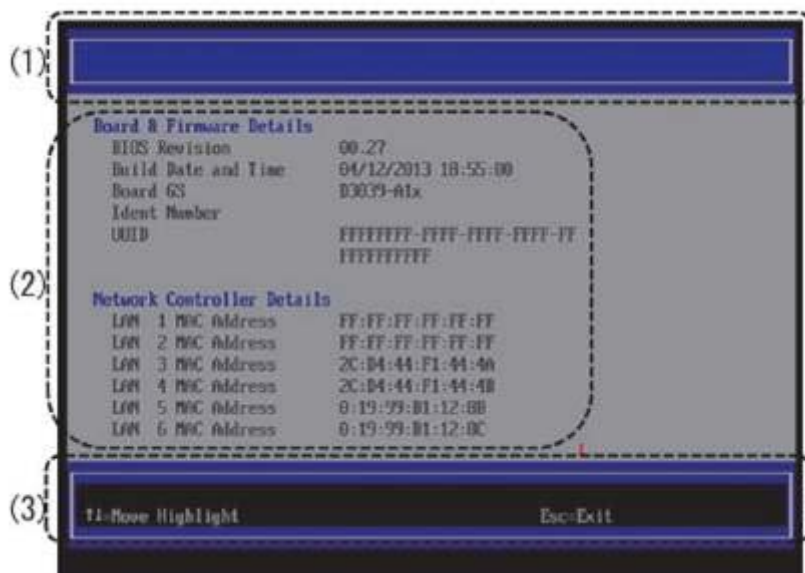 (1)
Board & Firmware Details
BIOS Revision 00.27
Build Date and Time 04/12/2013 18:55:00
Board GS D3039-A1x
Ident Number
UUID FFFFFFFF-FFFF-FFFF-FFFF-FF
FFFFFFFFFF
(2)
Network Controller Details
LAN 1 MAC Address FF:FF:FF:FF:FF:FF
LAN 2 MAC Address FF:FF:FF:FF:FF:FF
LAN 3 MAC Address 2C:D4:44:F1:44:4A
LAN 4 MAC Address 2C:D4:44:F1:44:4B
LAN 5 MAC Address 0:19:99:B1:12:8B
LAN 6 MAC Address 0:19:99:B1:12:8C
(3)
↑↓=Move Highlight Esc=Exit